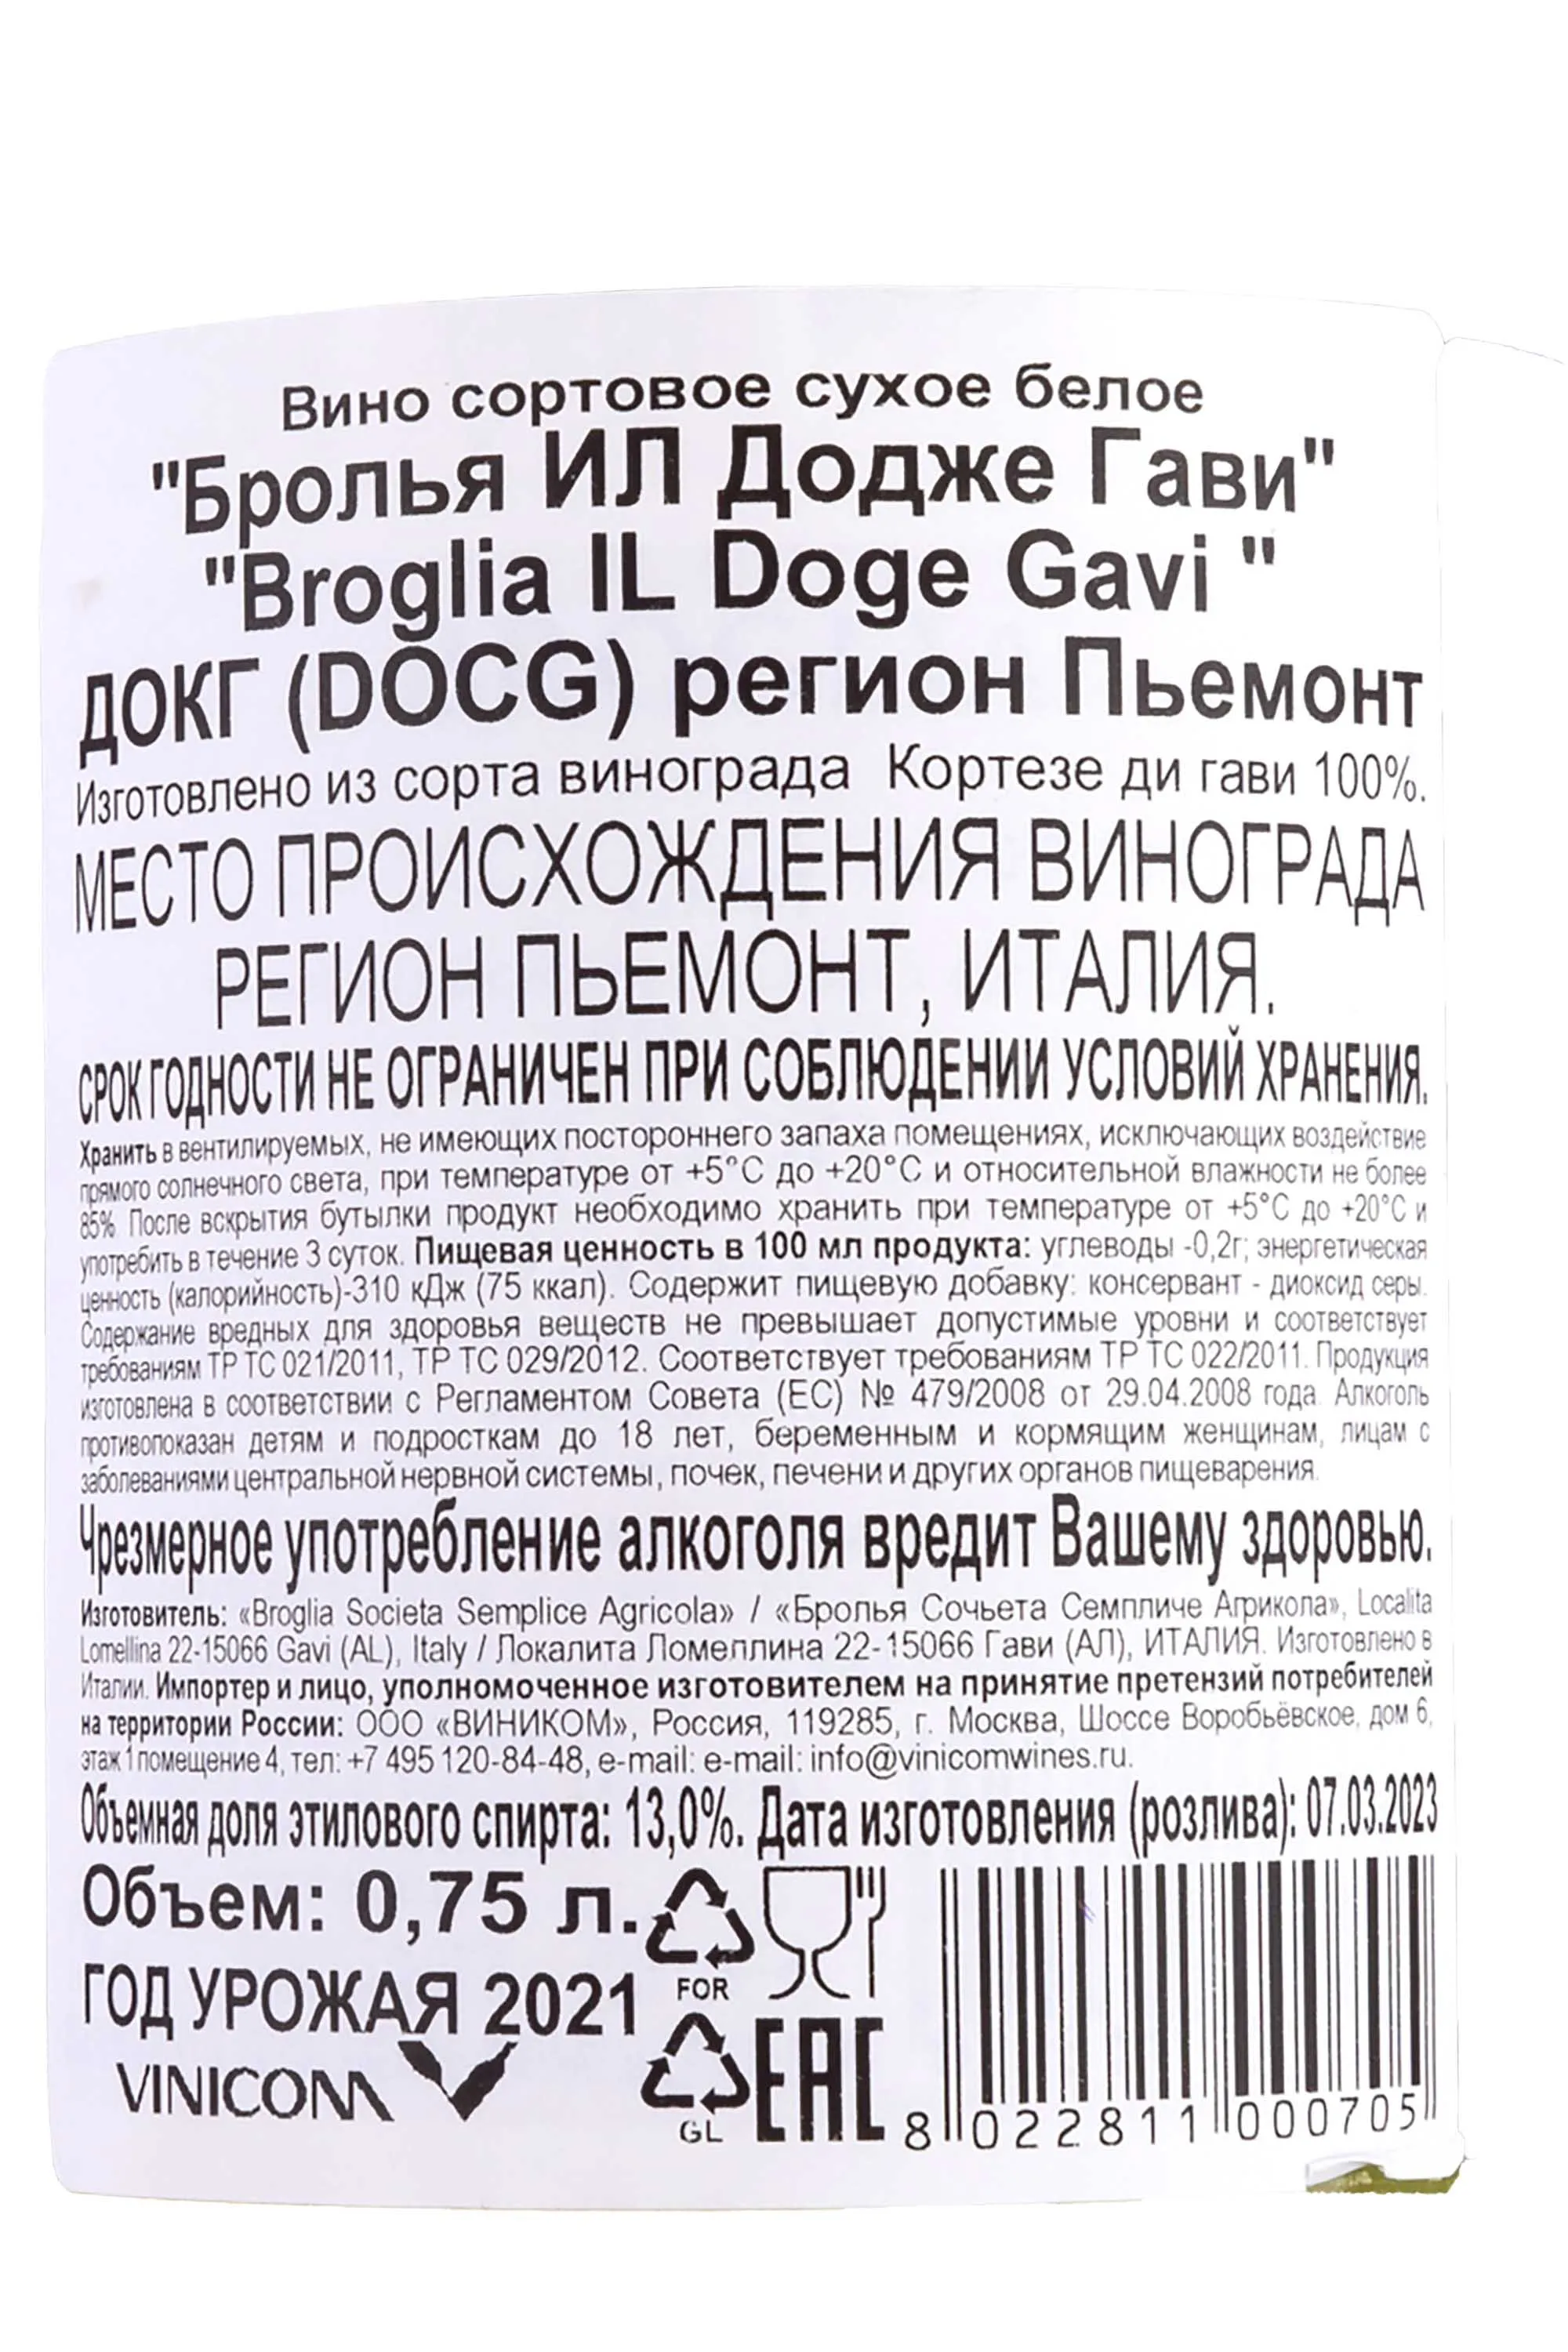 Вино сортовое сухое белое
"Бролья ИЛ Додже Гави"
"Broglia IL Doge Gavi "
ДОКГ (DOCG) регион Пьемонт
Изготовлено из сорта винограда Кортезе ди гави 100%.
МЕСТО ПРОИСХОЖДЕНИЯ ВИНОГРАДА
РЕГИОН ПЬЕМОНТ, ИТАЛИЯ.
СРОК ГОДНОСТИ НЕ ОГРАНИЧЕН ПРИ СОБЛЮДЕНИИ УСЛОВИЙ ХРАНЕНИЯ.
Хранить в вентилируемых, не имеющих постороннего запаха помещениях, исключающих воздействие
прямого солнечного света, при температуре от +5°С до +20°С и относительной влажности не более
85%. После вскрытия бутылки продукт необходимо хранить при температуре от +5°С до +20°С и
употребить в течение 3 суток. Пищевая ценность в 100 мл продукта: углеводы -0,2г; энергетическая
ценность (калорийность)-310 кДж (75 ккал). Содержит пищевую добавку: консервант - диоксид серы.
Содержание вредных для здоровья веществ не превышает допустимые уровни и соответствует
требованиям ТР ТС 021/2011, ТР ТС 029/2012. Соответствует требованиям ТР ТС 022/2011. Продукция
изготовлена в соответствии с Регламентом Совета (ЕС) № 479/2008 от 29.04.2008 года. Алкоголь
противопоказан детям и подросткам до 18 лет, беременным и кормящим женщинам, лицам с
заболеваниями центральной нервной системы, почек, печени и других органов пищеварения.
Чрезмерное употребление алкоголя вредит Вашему здоровью.
Изготовитель: «Broglia Societa Semplice Agricola» / «Бролья Сочьета Семпличе Агрикола», Localita
Lomellina 22-15066 Gavi (AL), Italy / Локалита Ломеллина 22-15066 Гави (АЛ), ИТАЛИЯ. Изготовлено в
Италии. Импортер и лицо, уполномоченное изготовителем на принятие претензий потребителей
на территории России: ООО «ВИНИКОМ», Россия, 119285, г. Москва, Шоссе Воробьёвское, дом 6,
этаж 1 помещение 4, тел: +7 495 120-84-48, e-mail: e-mail: info@vinicomwines.ru.
Объемная доля этилового спирта: 13,0%. Дата изготовления (розлива): 07.03.2023
Объем: 0,75 л.
FOR
ГОД УРОЖАЯ 2021
VINICOM
GL
EAC
8 022811 000705